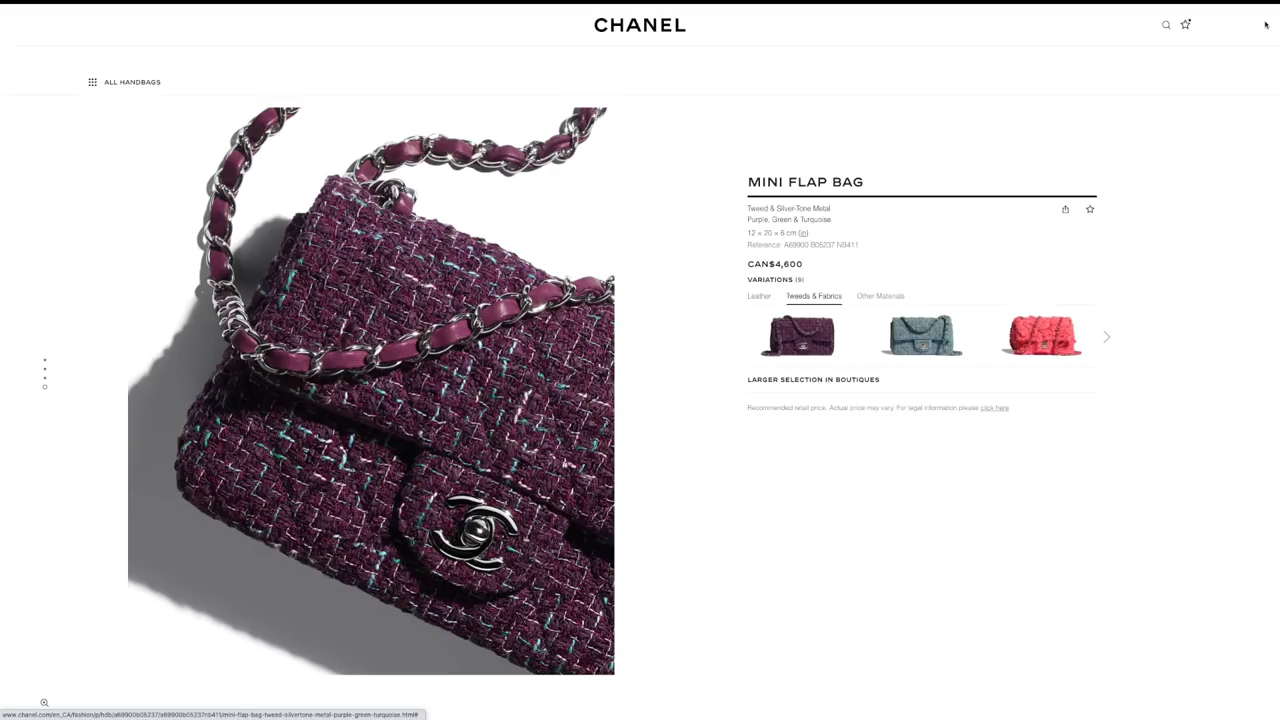 CHANEL
ALL HANDBAGS
MINI FLAP BAG
Tweed & Silver-Tone Metal
Purple, Green & Turquoise
12 × 20 × 6 cm (in)
Reference: A69900 B05237 NB411
CAN$4,600
VARIATIONS (9)
Leather Tweeds & Fabrics Other Materials
LARGER SELECTION IN BOUTIQUES
Recommended retail price. Actual price may vary. For legal information please click here
www.chanel.com/en_CA/fashion/p/hdb/a69900b05237/a69900b05237nb411/mini-flap-bag-tweed-silvertone-metal-purple-green-turquoise.html#